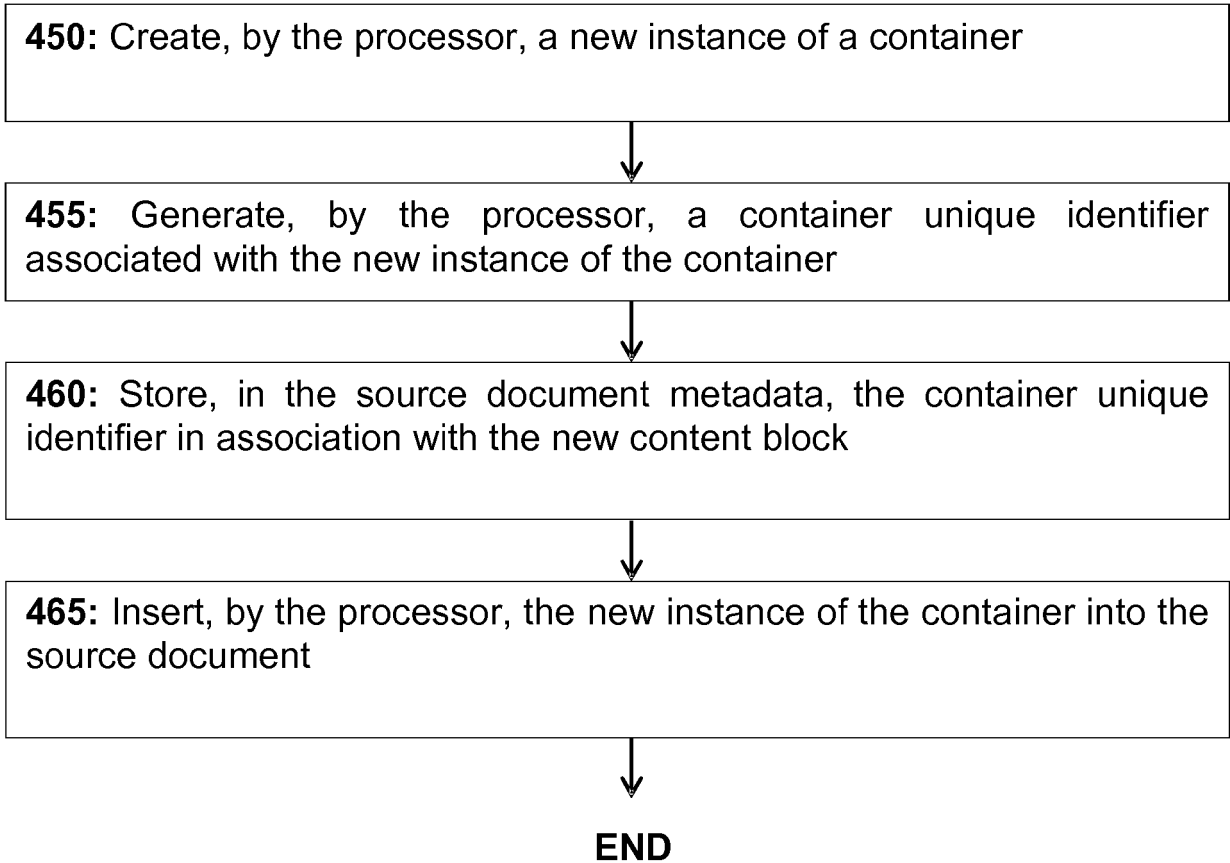 450: Create, by the processor, a new instance of a container
455: Generate, by the processor, a container unique identifier
associated with the new instance of the container
460: Store, in the source document metadata, the container unique
identifier in association with the new content block
465: Insert, by the processor, the new instance of the container into the
source document
END